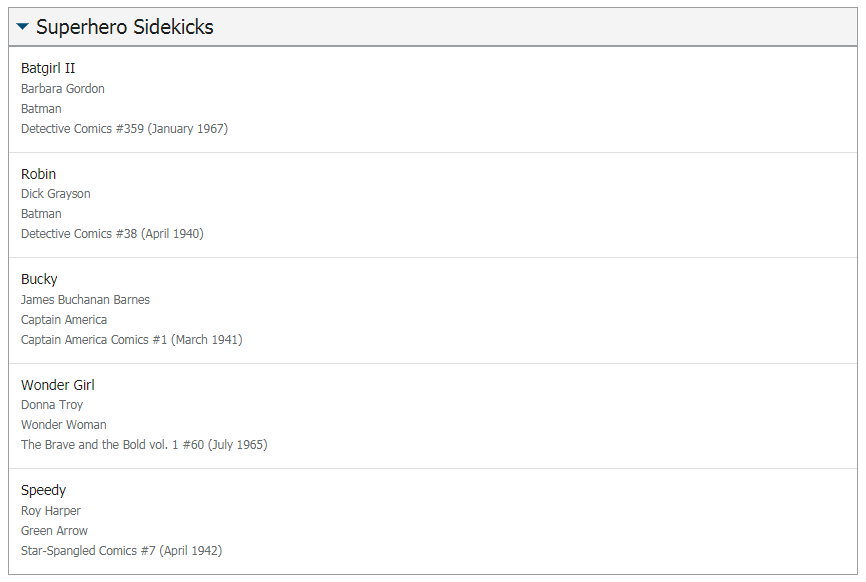 Superhero Sidekicks
Batgirl II
Barbara Gordon
Batman
Detective Comics #359 (January 1967)
Robin
Dick Grayson
Batman
Detective Comics #38 (April 1940)
Bucky
James Buchanan Barnes
Captain America
Captain America Comics #1 (March 1941)
Wonder Girl
Donna Troy
Wonder Woman
The Brave and the Bold vol. 1 #60 (July 1965)
Speedy
Roy Harper
Green Arrow
Star-Spangled Comics #7 (April 1942)